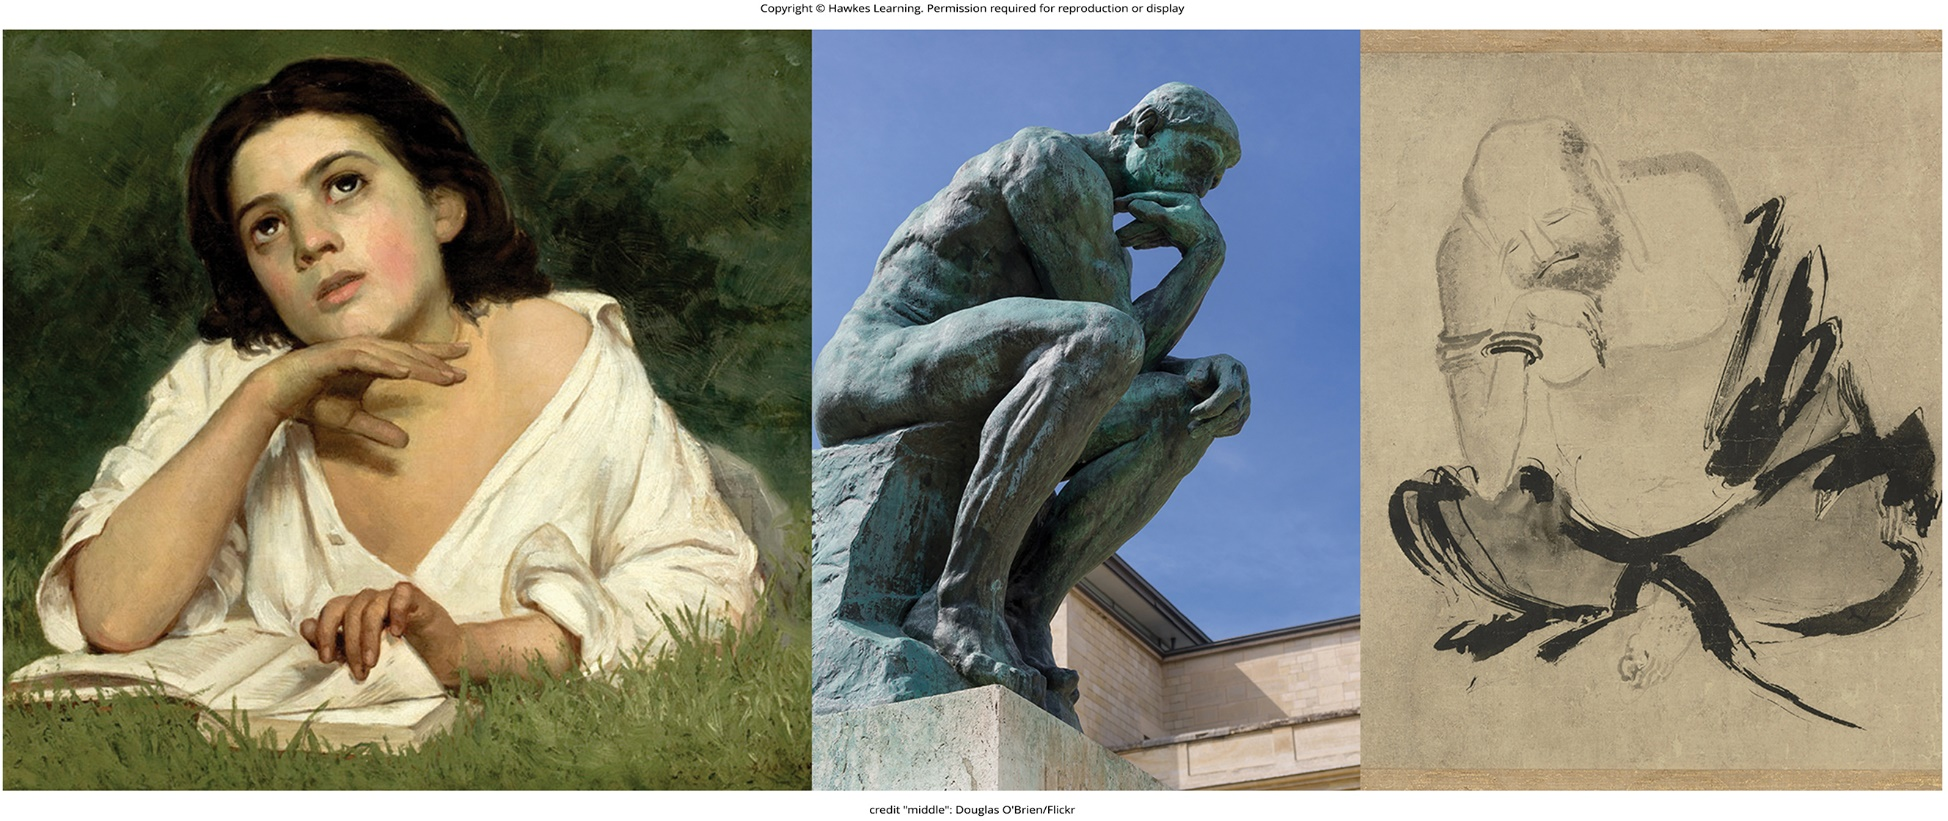 Copyright © Hawkes Learning. Permission required for reproduction or display
credit "middle": Douglas O'Brien/Flickr